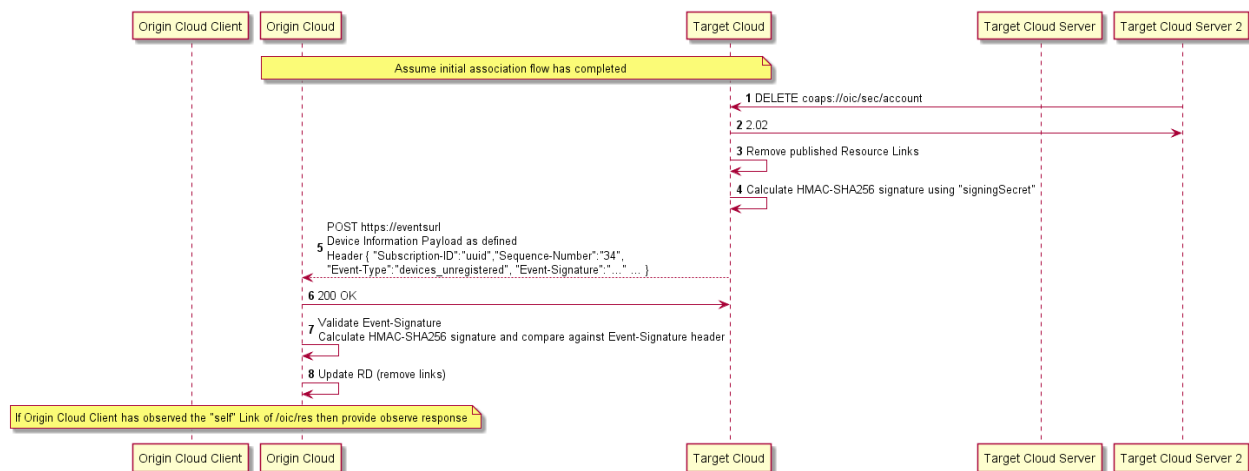 Origin Cloud Client
Origin Cloud
Target Cloud
Target Cloud Server
Target Cloud Server 2
Assume initial association flow has completed
1 DELETE coaps://oic/sec/account
2 2.02
3 Remove published Resource Links
4 Calculate HMAC-SHA256 signature using "signingSecret"
POST https://eventsurl
Device Information Payload as defined
5 Header { "Subscription-ID":"uuid","Sequence-Number":"34",
"Event-Type":"devices_unregistered", "Event-Signature":"..." ... }
6 200 OK
7 Validate Event-Signature
Calculate HMAC-SHA256 signature and compare against Event-Signature header
8 Update RD (remove links)
If Origin Cloud Client has observed the "self" Link of /oic/res then provide observe response
Origin Cloud Client
Origin Cloud
Target Cloud
Target Cloud Server
Target Cloud Server 2